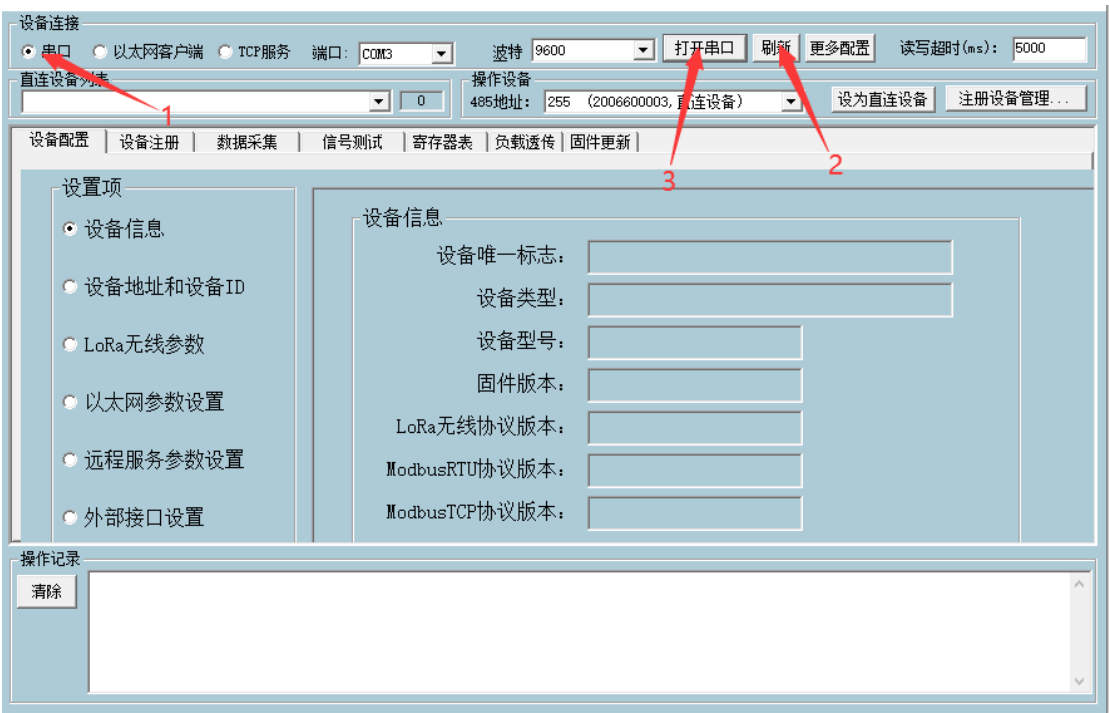 设备连接
串口 以太网客户端 TCP服务 端口: COM3 波特 9600 打开串口 刷新 更多配置 读写超时(ms): 5000
直连设备列表 操作设备
0 485地址: 255 (2006600003,直连设备) 设为直连设备 注册设备管理...
1
设备配置 设备注册 数据采集 信号测试 寄存器表 负载透传 固件更新
2
3
设置项
设备信息
设备地址和设备ID
LoRa无线参数
以太网参数设置
远程服务参数设置
外部接口设置
设备信息
设备唯一标志:
设备类型:
设备型号:
固件版本:
LoRa无线协议版本:
ModbusRTU协议版本:
ModbusTCP协议版本:
操作记录
清除